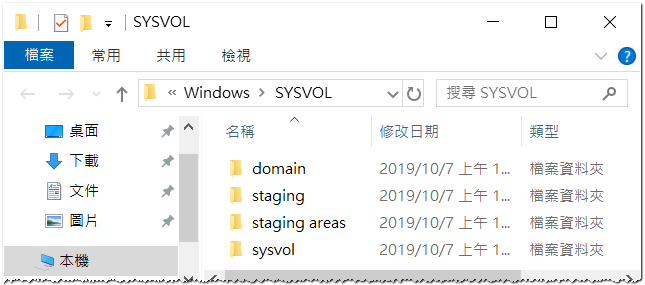 SYSVOL
檔案 常用 共用 檢視
« Windows > SYSVOL 搜尋 SYSVOL
名稱 修改日期 類型
桌面
下載
文件
圖片
本機
domain 2019/10/7 上午 1... 檔案資料夾
staging 2019/10/7 上午 1... 檔案資料夾
staging areas 2019/10/7 上午 1... 檔案資料夾
sysvol 2019/10/7 上午 1... 檔案資料夾